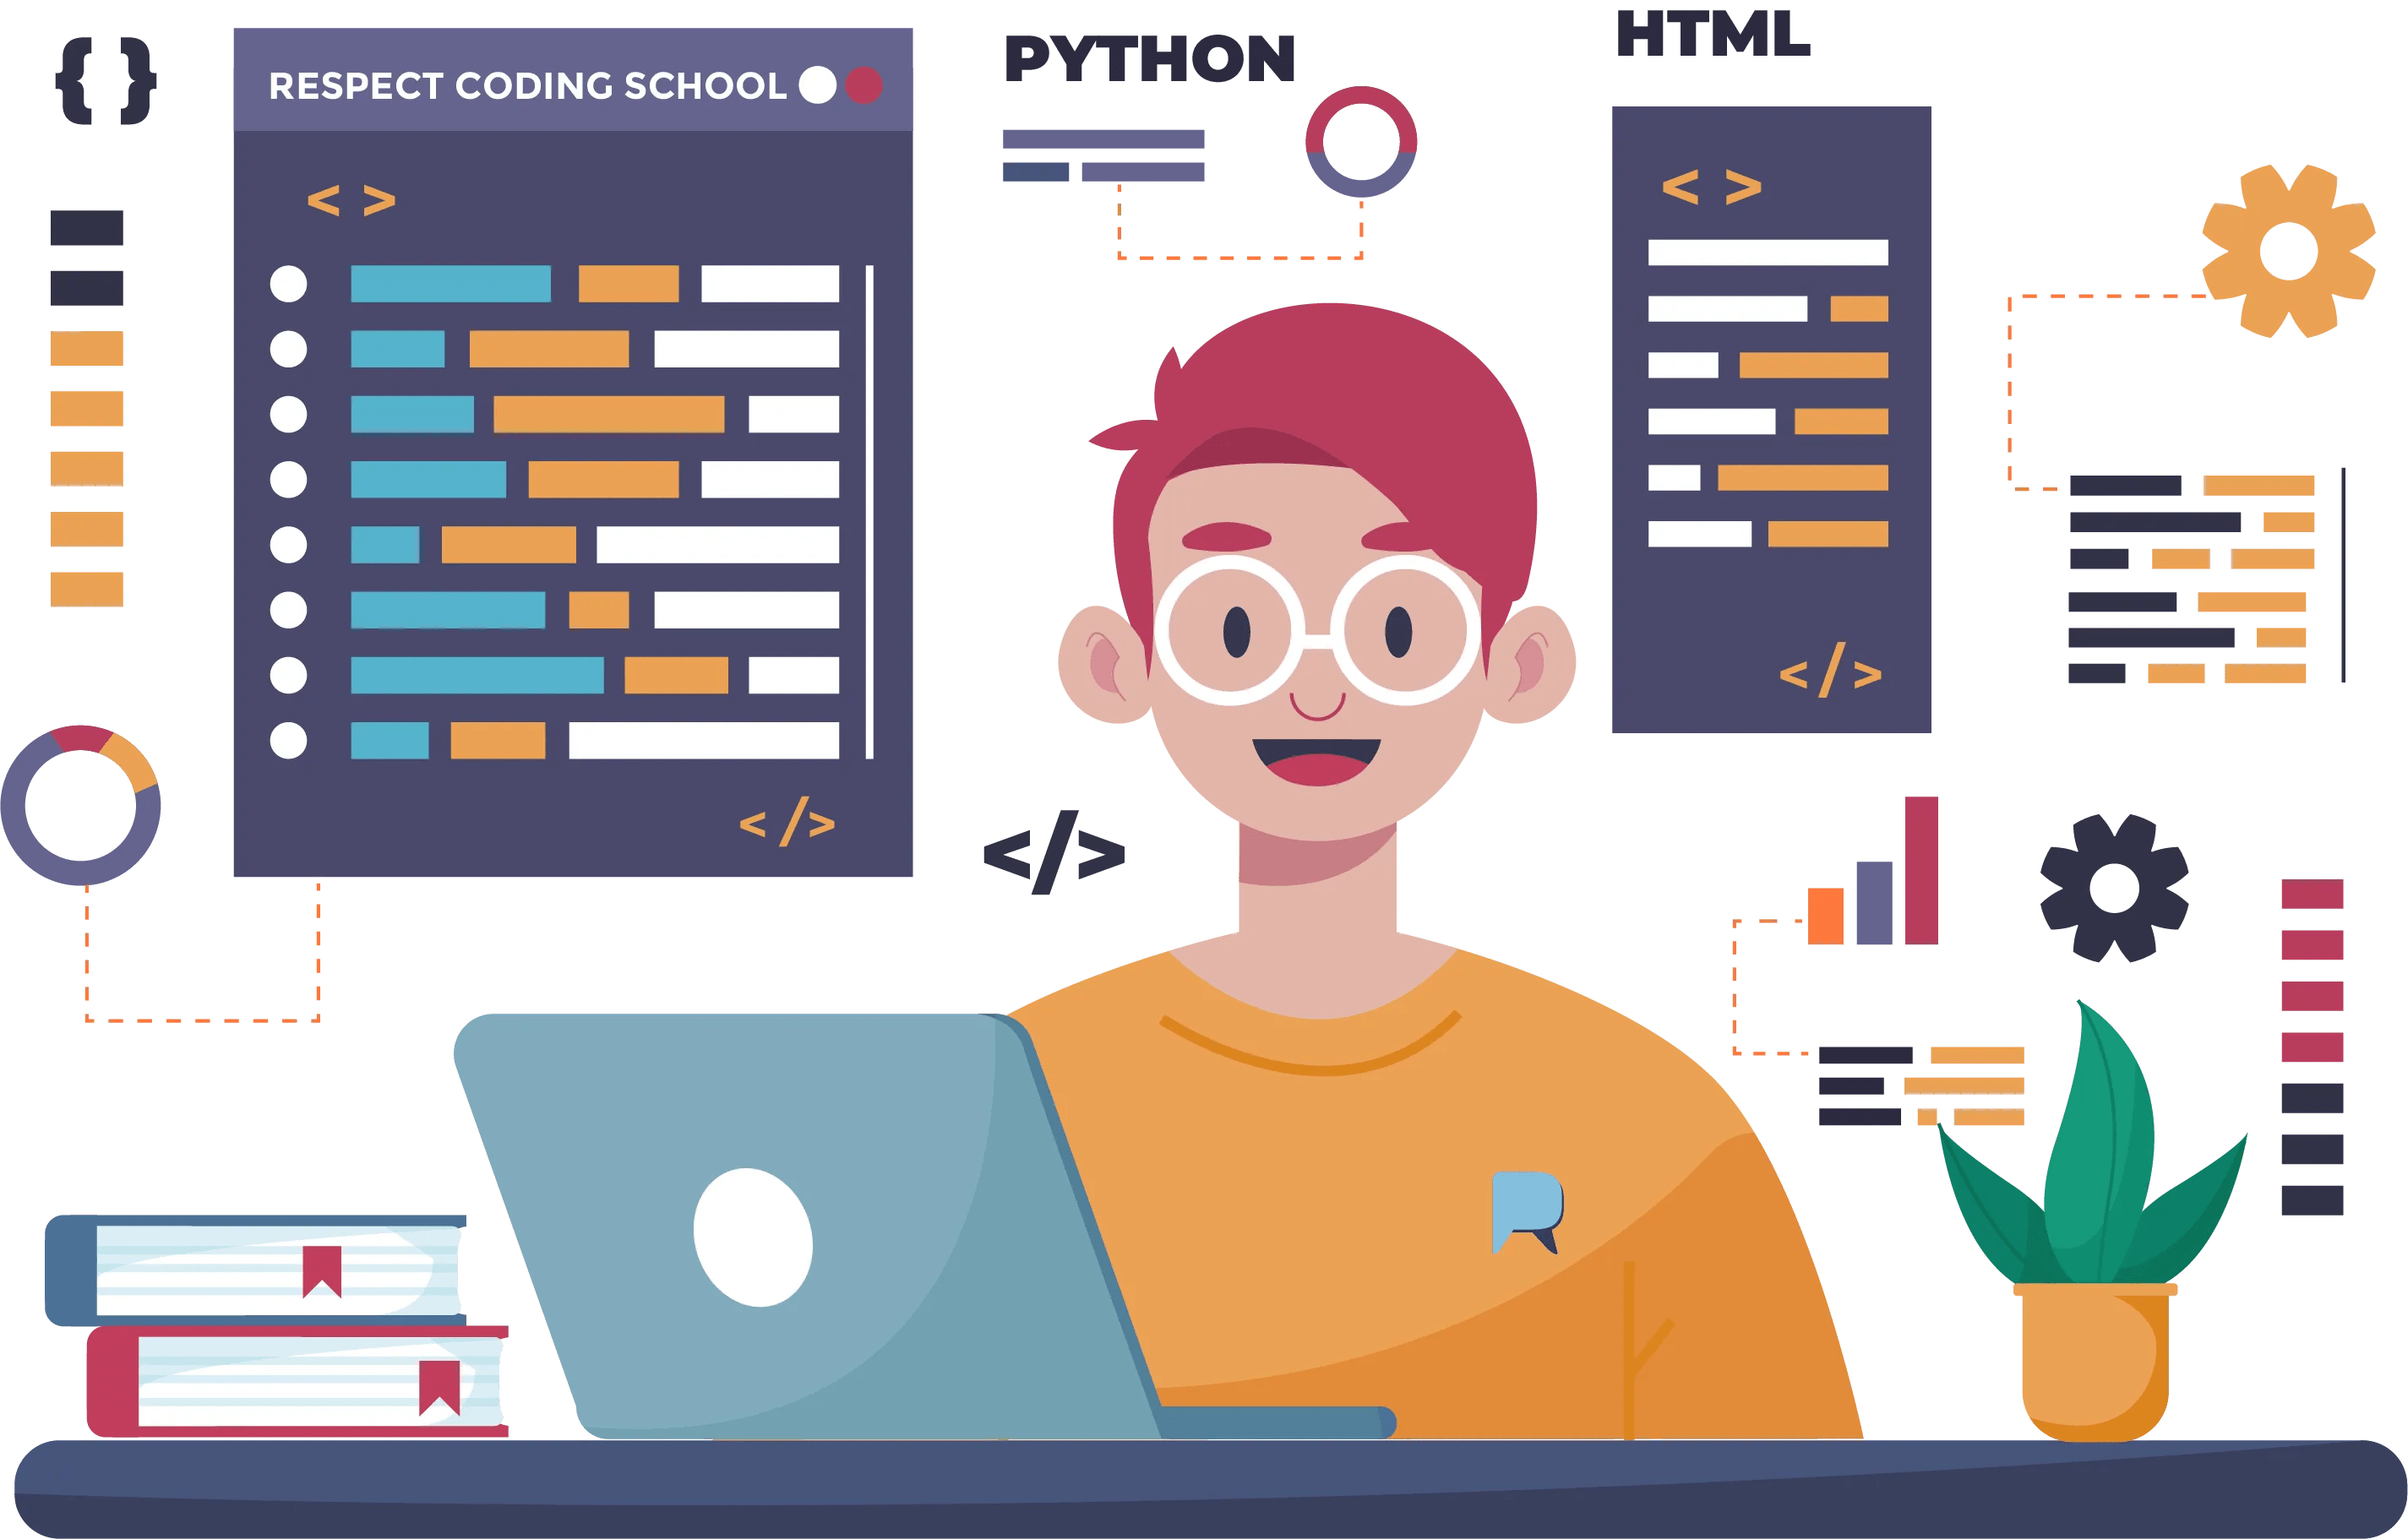 { }
RESPECT CODING SCHOOL
PYTHON
HTML
< >
< >
</>
</>
</>
R